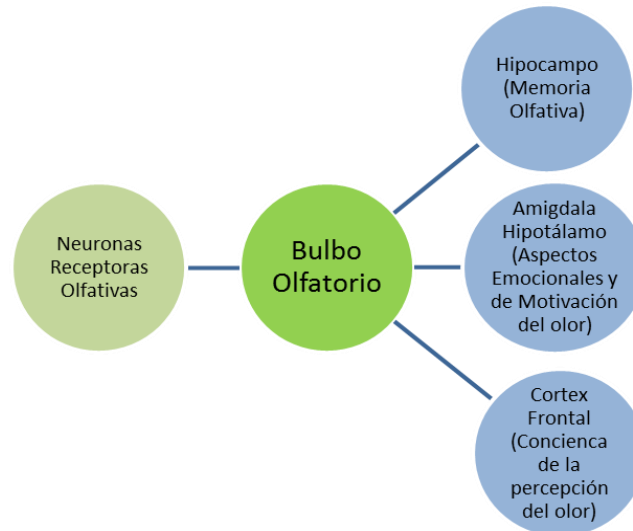 Neuronas
Receptoras
Olfativas
Bulbo
Olfatorio
Hipocampo
(Memoria
Olfativa)
Amigdala
Hipotálamo
(Aspectos
Emocionales y
de Motivación
del olor)
Cortex
Frontal
(Concienca
de la
percepción
del olor)